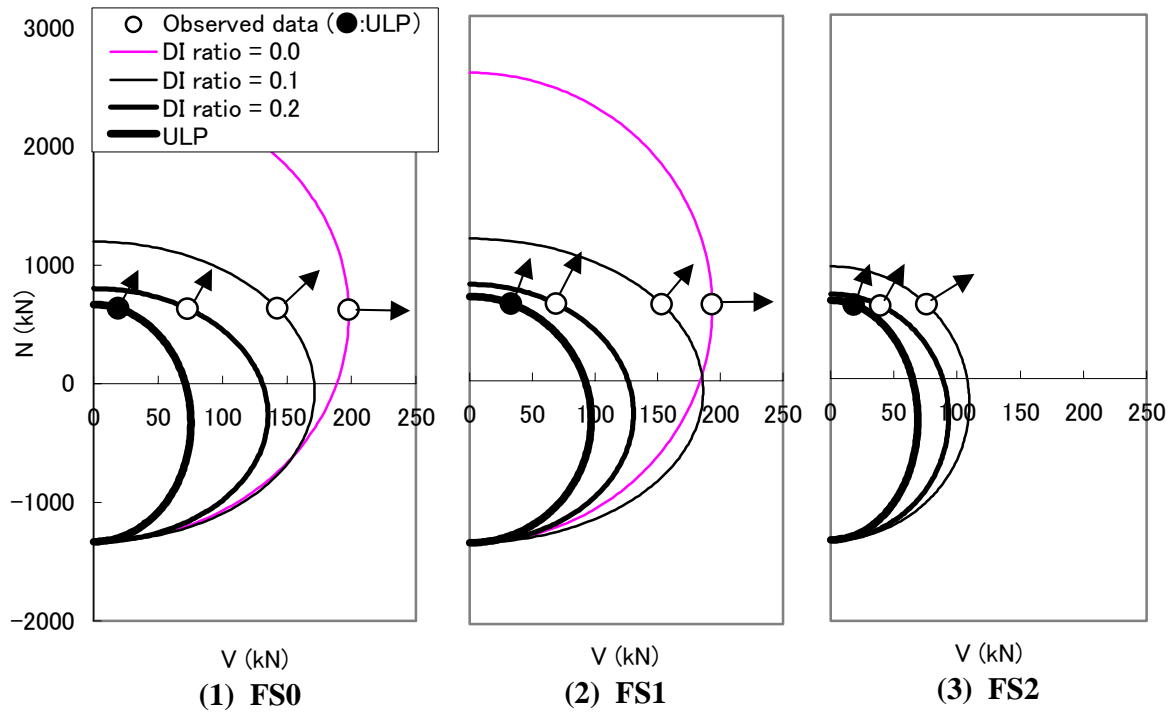 Observed data (●:ULP)
DI ratio = 0.0
DI ratio = 0.1
DI ratio = 0.2
ULP
3000
2000
1000
0
-1000
-2000
N (kN)
0 50 100 150 200 250
0 50 100 150 200 250
0 50 100 150 200 250
V (kN) V (kN) V (kN)
(1) FS0 (2) FS1 (3) FS2